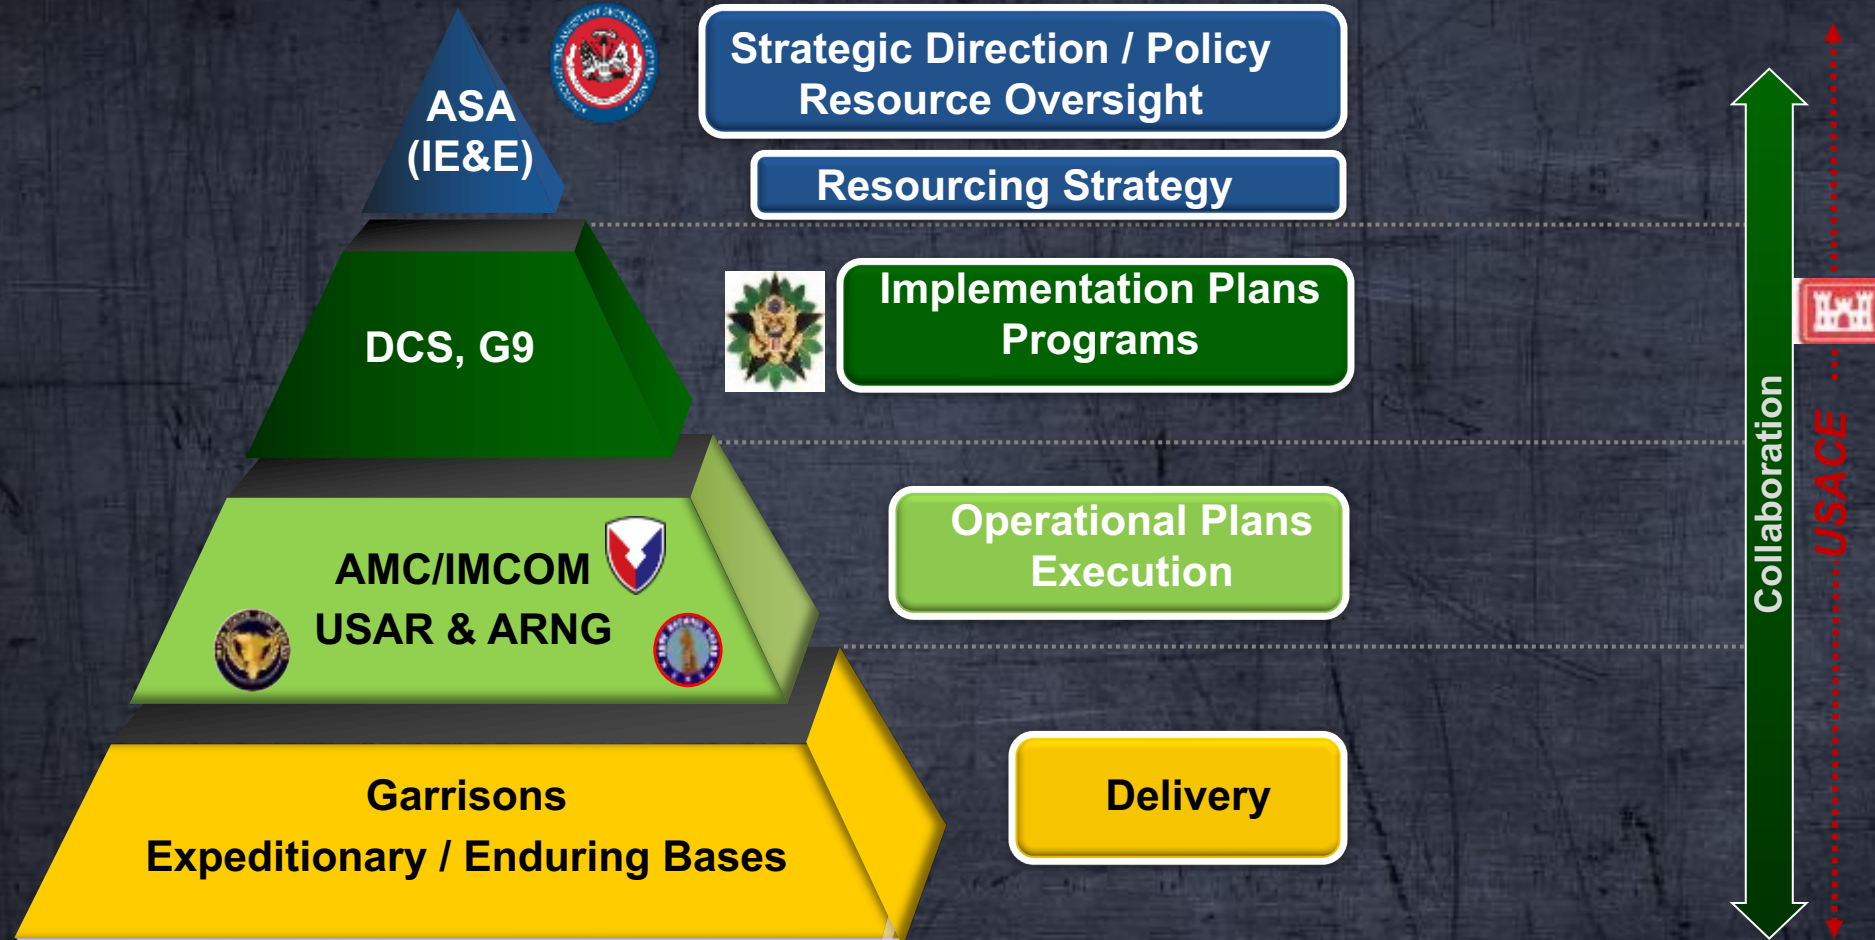 ASA
(IE&E)
Strategic Direction / Policy
Resource Oversight
Resourcing Strategy
DCS, G9
Implementation Plans
Programs
AMC/IMCOM
USAR & ARNG
Operational Plans
Execution
Garrisons
Expeditionary / Enduring Bases
Delivery
Collaboration
USACE